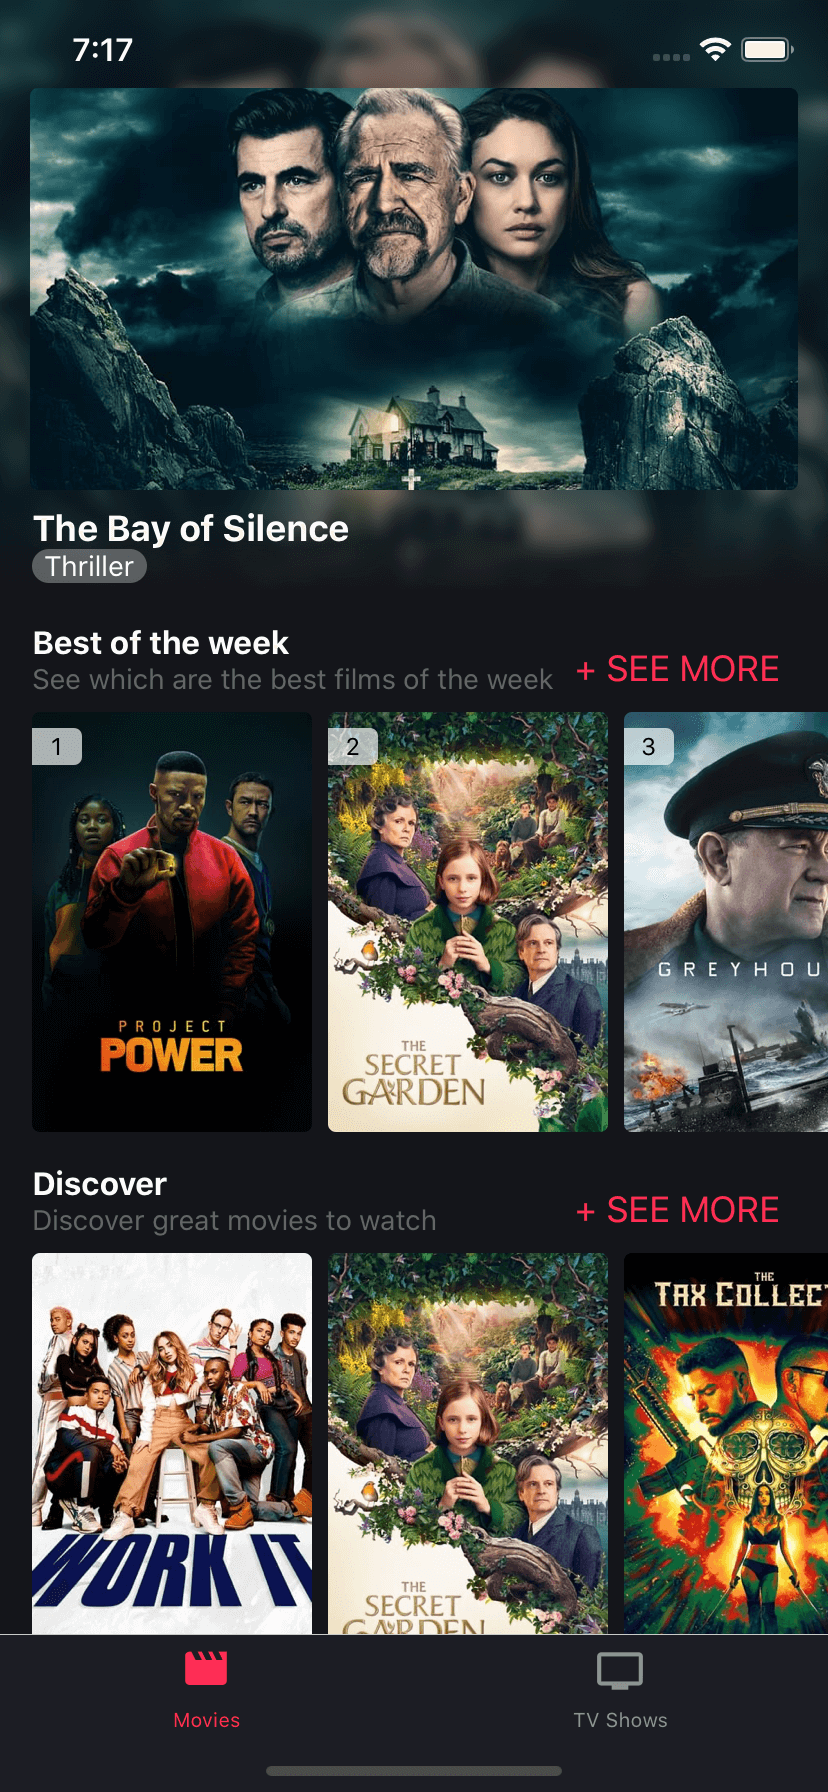 7:17
The Bay of Silence
Thriller
Best of the week
See which are the best films of the week
+ SEE MORE
1
2
3
PROJECT
POWER
THE
SECRET
GARDEN
GREYHOU
Discover
Discover great movies to watch
+ SEE MORE
WORK IT
THE
SECRET
GARDEN
THE
TAX COLLECT
Movies
TV Shows